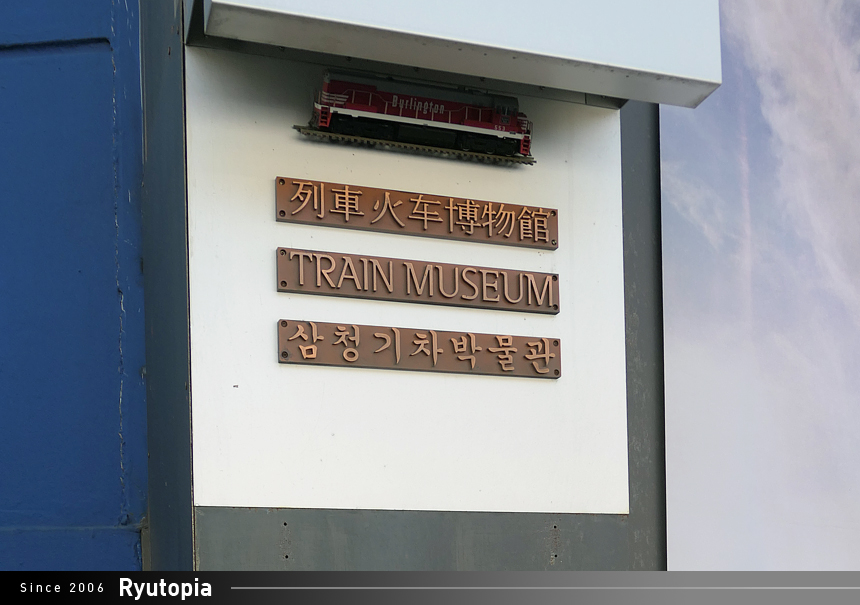 Burlington
列車火车博物館
TRAIN MUSEUM
삼청기차박물관
Since 2006 Ryutopia